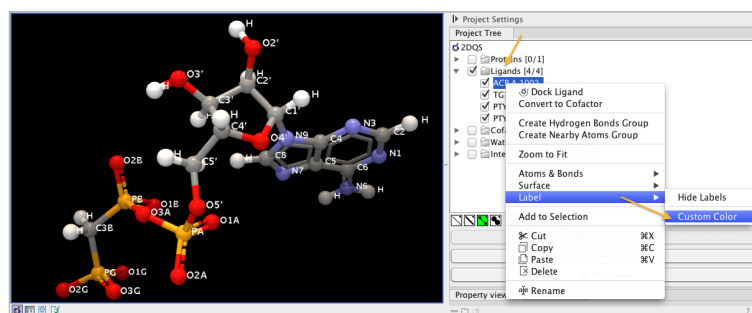 Project Settings
Project Tree
2DQS
Proteins [0/1]
Ligands [4/4]
ACP A 1002
Dock Ligand
Convert to Cofactor
Create Hydrogen Bonds Group
Create Nearby Atoms Group
Zoom to Fit
Atoms & Bonds
Surface
Label
Hide Labels
Add to Selection
Custom Color
Cut ⌘X
Copy ⌘C
Paste ⌘V
Delete
Rename
Property view
H
O2'
H
O3'
H
C2'
H
C3'
H
C1'
H
C4'
O4'
N9
N3
C4
C2
H
H
C8
C5
C6
N1
N7
N6
H
H
C5'
O2B
PB
O1B
O3A
O5'
O1A
PA
H
H
C3B
O2A
PG
O1G
O2G
O3G